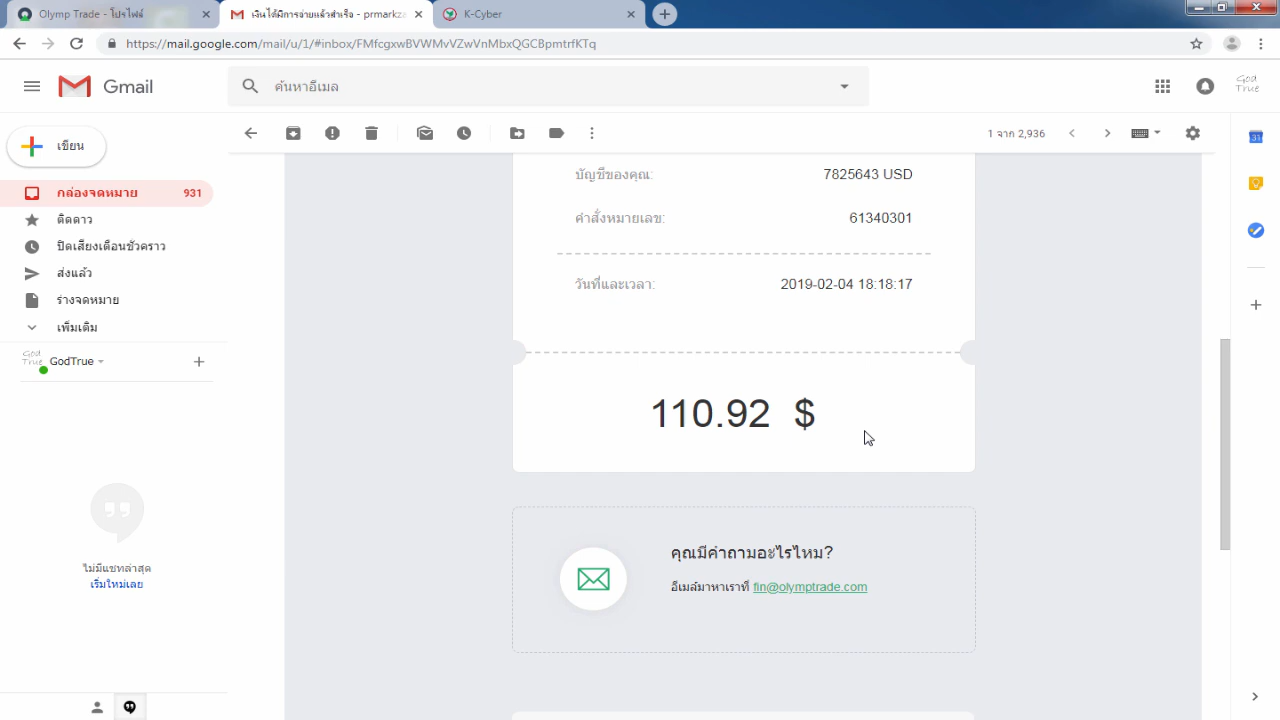 Olymp Trade - โปรไฟล์
เงินได้มีการจ่ายแล้วสำเร็จ - prmarkza
K-Cyber
https://mail.google.com/mail/u/1/#inbox/FMfcgxwBVWMvVZwVnMbxQGCBpmtrfKTq
Gmail
ค้นหาอีเมล
God
True
เขียน
1 จาก 2,936
31
กล่องจดหมาย 931
ติดดาว
ปิดเสียงเตือนชั่วคราว
ส่งแล้ว
ร่างจดหมาย
เพิ่มเติม
God
True
GodTrue
ไม่มีแชทล่าสุด
เริ่มใหม่เลย
บัญชีของคุณ: 7825643 USD
คำสั่งหมายเลข: 61340301
วันที่และเวลา: 2019-02-04 18:18:17
110.92 $
คุณมีคำถามอะไรไหม?
อีเมล์มาหาเราที่ fin@olymptrade.com